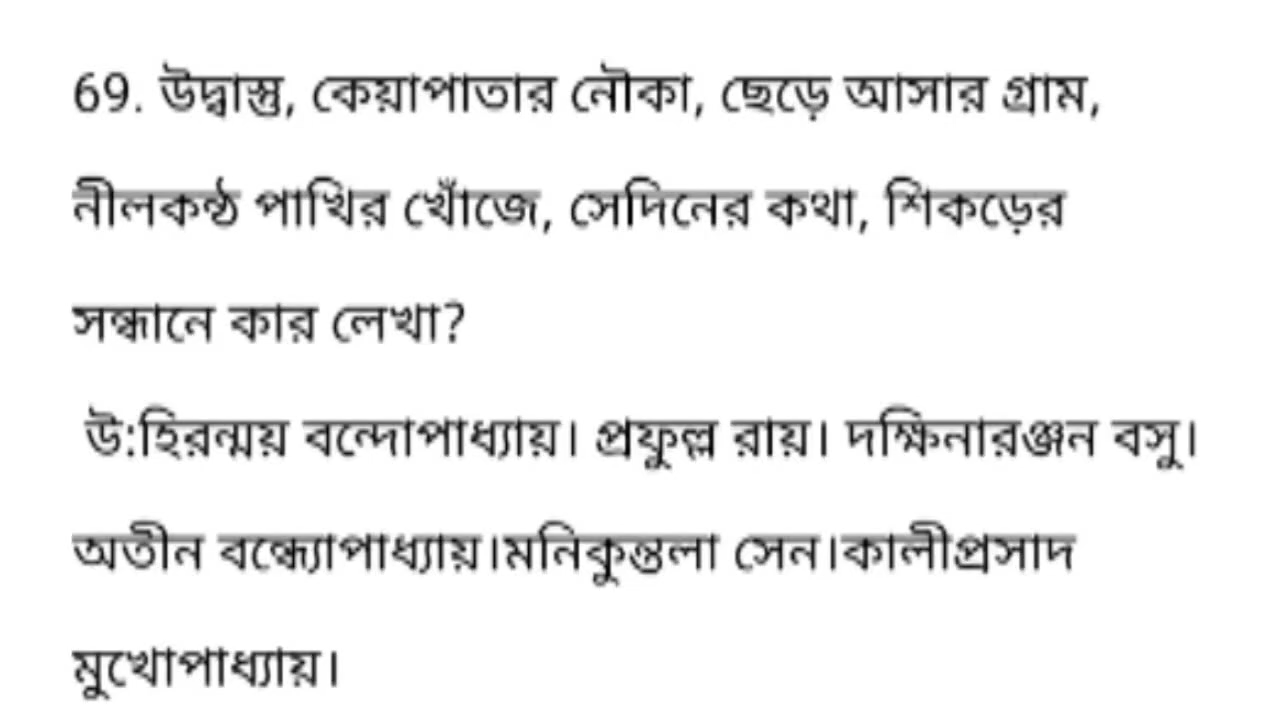 69. উদ্বাস্তু, কেয়াপাতার নৌকা, ছেড়ে আসার গ্রাম,
নীলকন্ঠ পাখির খোঁজে, সেদিনের কথা, শিকড়ের
সন্ধানে কার লেখা?
উ:হিরন্ময় বন্দোপাধ্যায়। প্রফুল্ল রায়। দক্ষিনারঞ্জন বসু।
অতীন বন্ধ্যোপাধ্যায়।মনিকুন্তলা সেন।কালীপ্রসাদ
মুখোপাধ্যায়।